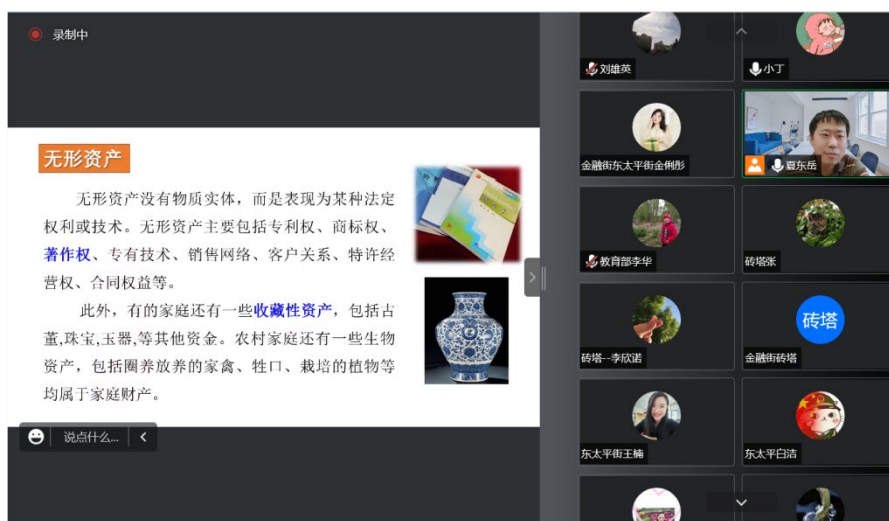 录制中
无形资产
无形资产没有物质实体，而是表现为某种法定
权利或技术。无形资产主要包括专利权、商标权、
著作权、专有技术、销售网络、客户关系、特许经
营权、合同权益等。
此外，有的家庭还有一些收藏性资产，包括古
董,珠宝,玉器,等其他资金。农村家庭还有一些生物
资产，包括圈养放养的家禽、牲口、栽培的植物等
均属于家庭财产。
说点什么...
刘雄英
小丁
金融街东太平街金俐彤
夏东岳
教育部李华
砖塔张
砖塔--李欣诺
砖塔
金融街砖塔
东太平街王楠
东太平白洁